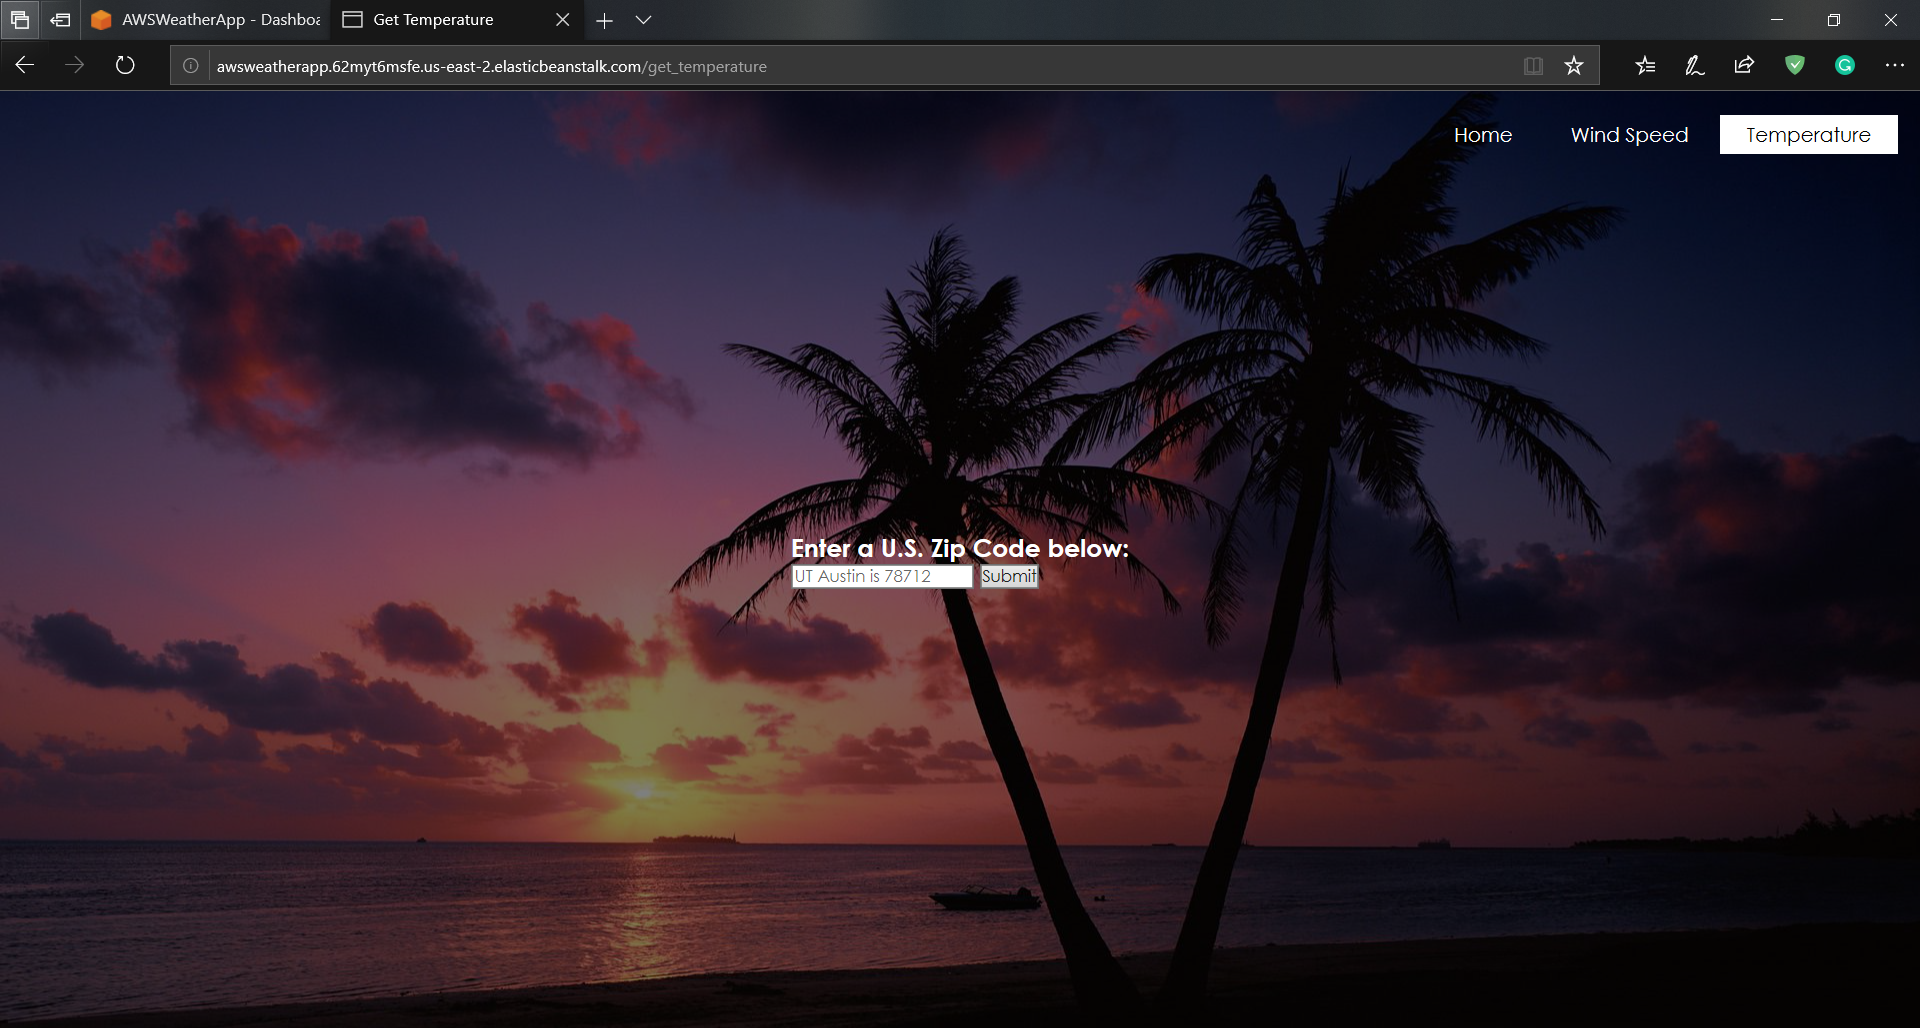 AWSWeatherApp - Dashboa
Get Temperature
awsweatherapp.62myt6msfe.us-east-2.elasticbeanstalk.com/get_temperature
Home
Wind Speed
Temperature
Enter a U.S. Zip Code below:
UT Austin is 78712
Submit